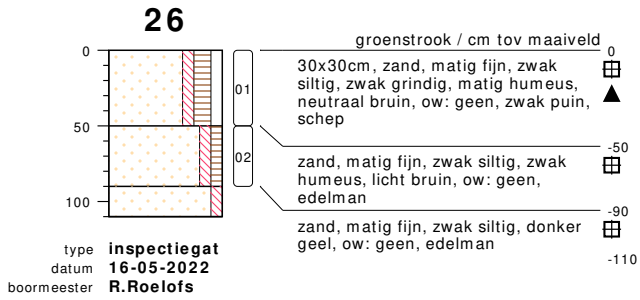 26
groenstrook / cm tov maaiveld
0
0
30x30cm, zand, matig fijn, zwak
siltig, zwak grindig, matig humeus,
neutraal bruin, ow: geen, zwak puin,
schep
01
50
-50
02
zand, matig fijn, zwak siltig, zwak
humeus, licht bruin, ow: geen,
edelman
100
-90
zand, matig fijn, zwak siltig, donker
geel, ow: geen, edelman
-110
type inspectiegat
datum 16-05-2022
boormeester R.Roelofs